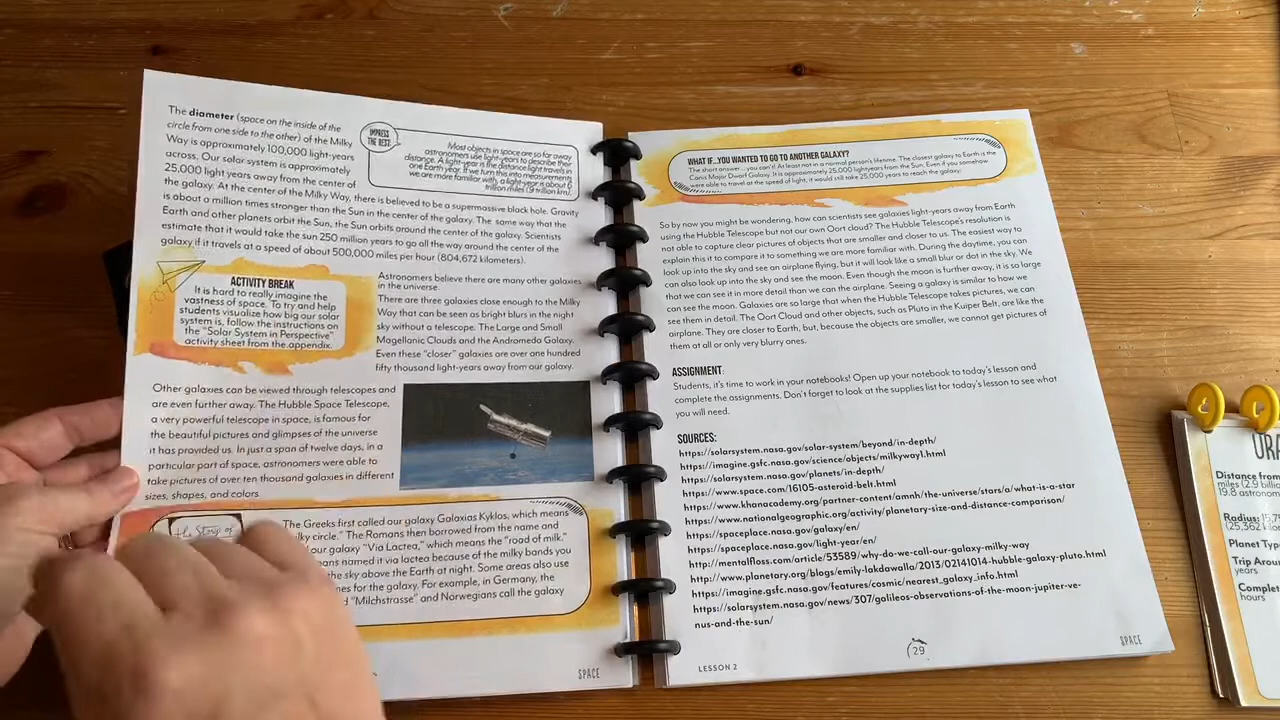 The diameter (space on the inside of the
circle from one side to the other) of the Milky
Way is approximately 100,000 light-years
across. Our solar system is approximately
25,000 light years away from the center of
the galaxy. At the center of the Milky Way, there is believed to be a supermassive black hole. Gravity
is about a million times stronger than the Sun in the center of the galaxy. The same way that the
Earth and other planets orbit the Sun, the Sun orbits around the center of the galaxy. Scientists
estimate that it would take the sun 250 million years to go all the way around the center of the
galaxy if it travels at a speed of about 500,000 miles per hour (804,672 kilometers).
IMPRESS
THE REST:
Most objects in space are so far away
astronomers use light-years to describe their
distance. A light-year is the distance light travels in
one Earth year. If we turn this into measurements
we are more familiar with, a light-year is about 6
trillion miles (9 trillion km).
ACTIVITY BREAK
It is hard to really imagine the
vastness of space. To try and help
students visualize how big our solar
system is, follow the instructions on
the "Solar System in Perspective"
activity sheet from the appendix.
Astronomers believe there are many other galaxies
in the universe.
There are three galaxies close enough to the Milky
Way that can be seen as bright blurs in the night
sky without a telescope. The Large and Small
Magellanic Clouds and the Andromeda Galaxy.
Even these "closer" galaxies are over one hundred
fifty thousand light-years away from our galaxy.
Other galaxies can be viewed through telescopes and
are even further away. The Hubble Space Telescope,
a very powerful telescope in space, is famous for
the beautiful pictures and glimpses of the universe
it has provided us. In just a span of twelve days, in a
particular part of space, astronomers were able to
take pictures of over ten thousand galaxies in different
sizes, shapes, and colors.
the Story of
The Greeks first called our galaxy Galaxias Kyklos, which means
circle." The Romans then borrowed from the name and
our galaxy "Via Lactea," which means the "road of milk."
named it via lactea because of the milky bands you
the sky above the Earth at night. Some areas also use
for the galaxy. For example, in Germany, the
"Milchstrasse" and Norwegians call the galaxy
SPACE
WHAT IF...YOU WANTED TO GO TO ANOTHER GALAXY?
The short answer...you can't! At least not in a normal person's lifetime. The closest galaxy to Earth is the
Canis Major Dwarf Galaxy. It is approximately 25,000 lightyears from the Sun. Even if you somehow
were able to travel at the speed of light, it would still take 25,000 years to reach the galaxy.
So by now you might be wondering, how can scientists see galaxies light-years away from Earth
using the Hubble Telescope but not our own Oort cloud? The Hubble Telescope's resolution is
not able to capture clear pictures of objects that are smaller and closer to us. The easiest way to
explain this it to compare it to something we are more familiar with. During the daytime, you can
look up into the sky and see an airplane flying, but it will look like a small blur or dot in the sky. We
can also look up into the sky and see the moon. Even though the moon is further away, it is so large
that we can see it in more detail than we can the airplane. Seeing a galaxy is similar to how we
can see the moon. Galaxies are so large that when the Hubble Telescope takes pictures, we can
see them in detail. The Oort Cloud and other objects, such as Pluto in the Kuiper Belt, are like the
airplane. They are closer to Earth, but, because the objects are smaller, we cannot get pictures of
them at all or only very blurry ones.
ASSIGNMENT:
Students, it's time to work in your notebooks! Open up your notebook to today's lesson and
complete the assignments. Don't forget to look at the supplies list for today's lesson to see what
you will need.
SOURCES:
https://solarsystem.nasa.gov/solar-system/beyond/in-depth/
https://imagine.gsfc.nasa.gov/science/objects/milkyway1.html
https://solarsystem.nasa.gov/planets/in-depth/
https://www.space.com/16105-asteroid-belt.html
https://www.khanacademy.org/partner-content/amnh/the-universe/stars/a/what-is-a-star
https://www.nationalgeographic.org/activity/planetary-size-and-distance-comparison/
https://spaceplace.nasa.gov/galaxy/en/
https://spaceplace.nasa.gov/light-year/en/
http://mentalfloss.com/article/53589/why-do-we-call-our-galaxy-milky-way
http://www.planetary.org/blogs/emily-lakdawalla/2013/02141014-hubble-galaxy-pluto.html
https://imagine.gsfc.nasa.gov/features/cosmic/nearest_galaxy_info.html
https://solarsystem.nasa.gov/news/307/galileos-observations-of-the-moon-jupiter-ve-
nus-and-the-sun/
LESSON 2
29
SPACE
Distance from
miles (2.9 billi
19.8 astronom
Radius: 15,75
(25,362 kilo
Planet Type
Trip Arou
years
Complet
hours